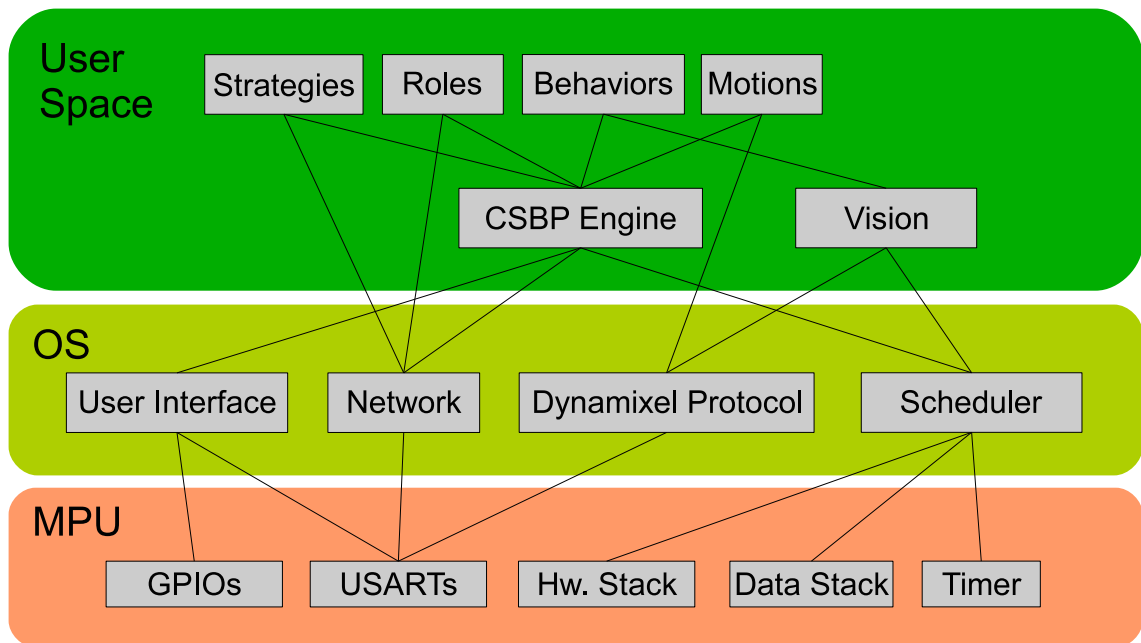 User
Space
Strategies
Roles
Behaviors
Motions
CSBP Engine
Vision
OS
User Interface
Network
Dynamixel Protocol
Scheduler
MPU
GPIOs
USARTs
Hw. Stack
Data Stack
Timer